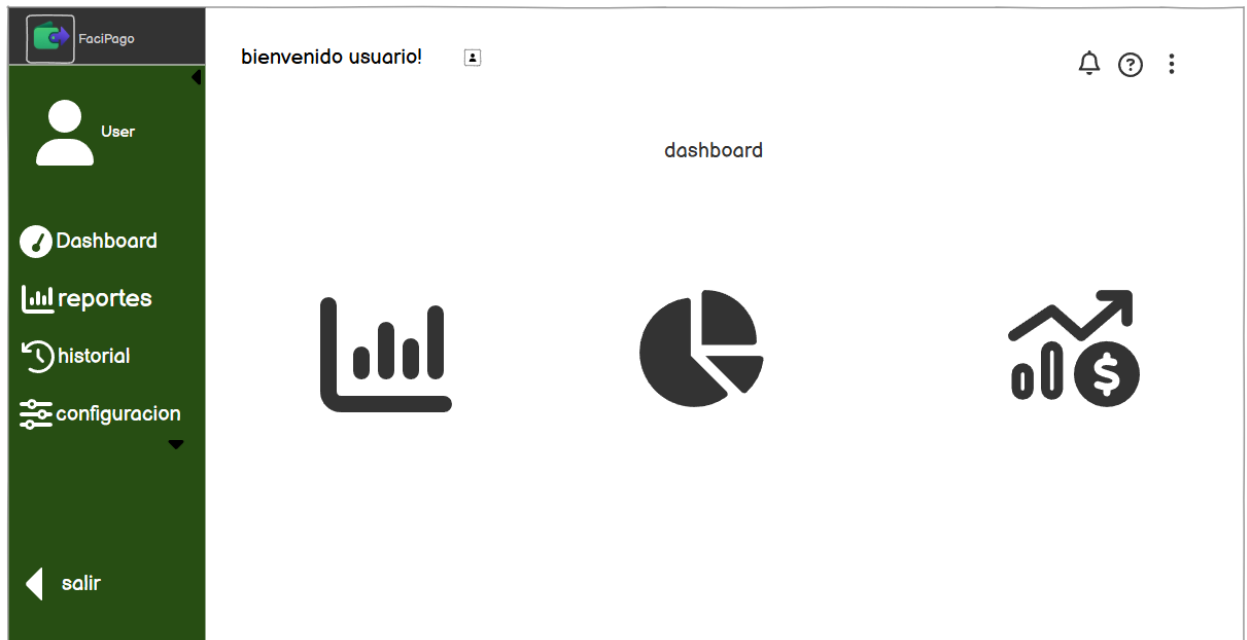 FaciPago
bienvenido usuario!
User
dashboard
Dashboard
reportes
historial
configuracion
salir